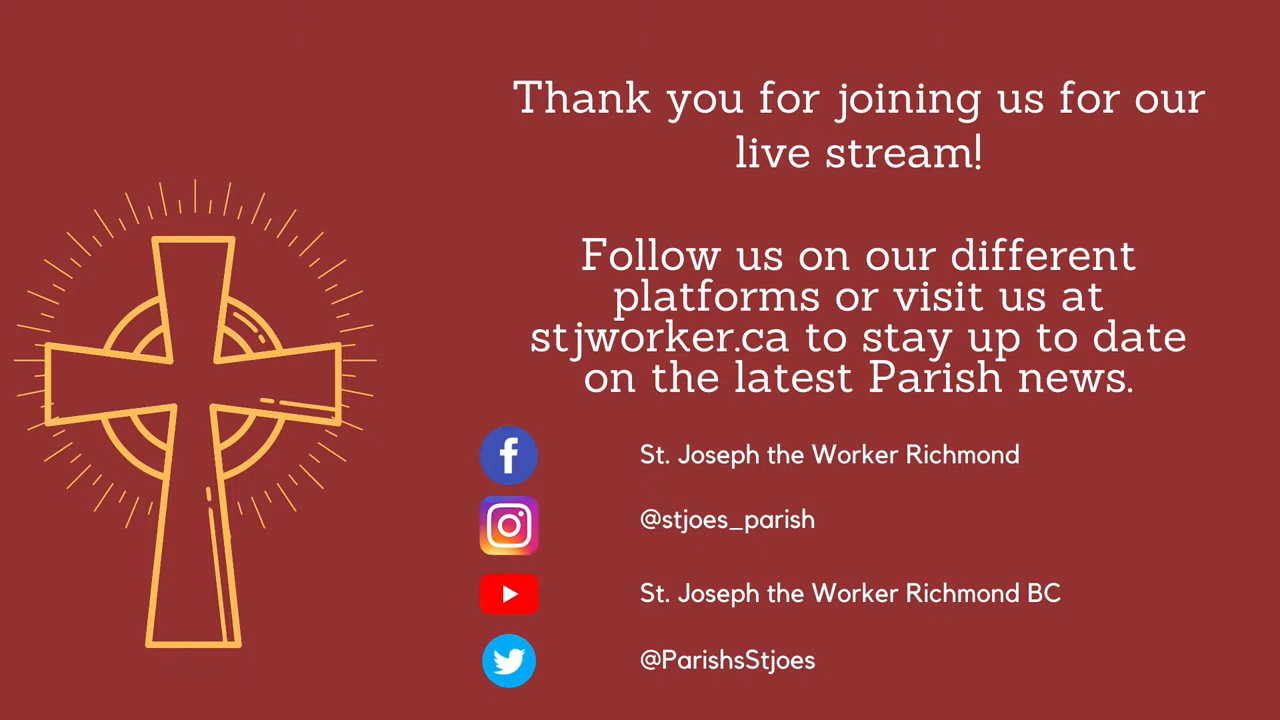 Thank you for joining us for our
live stream!
Follow us on our different
platforms or visit us at
stjworker.ca to stay up to date
on the latest Parish news.
St. Joseph the Worker Richmond
@stjoes_parish
St. Joseph the Worker Richmond BC
@ParishsStjoes